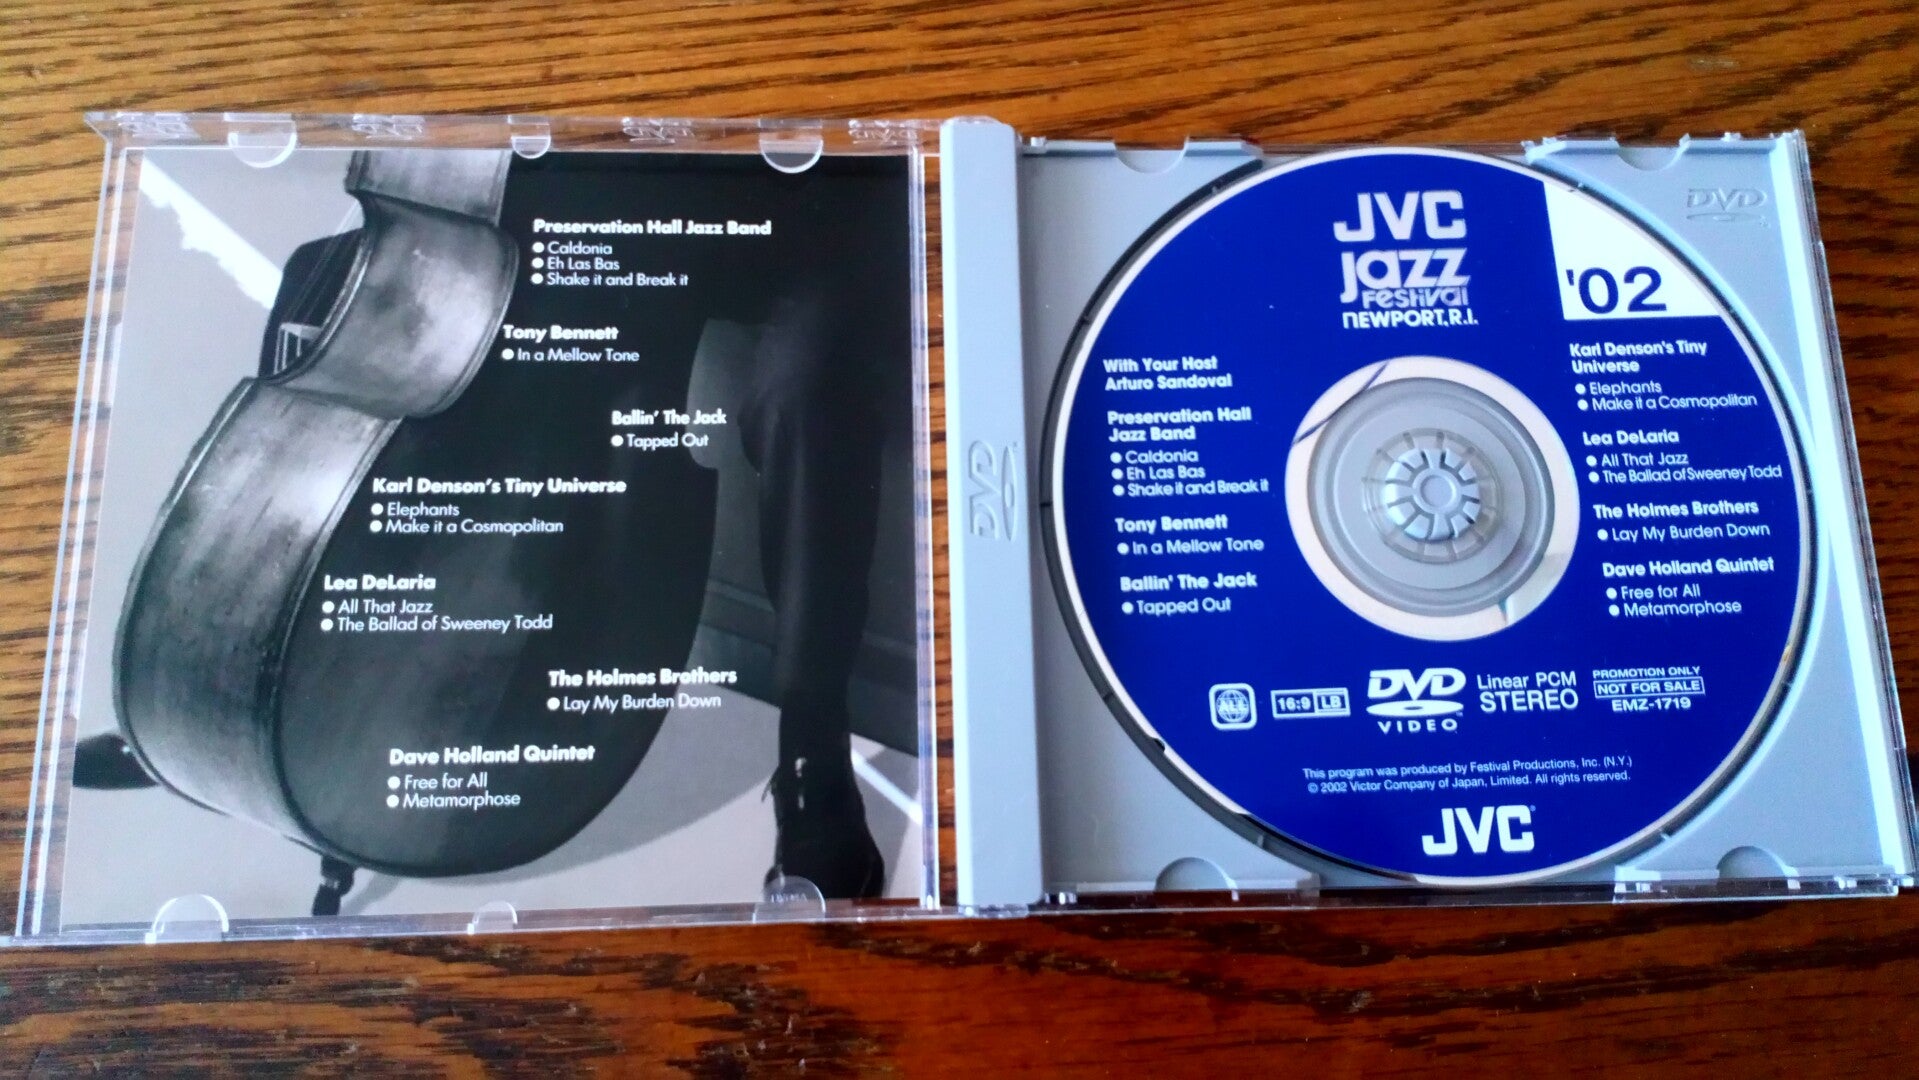 Preservation Hall Jazz Band
● Caldonia
● Eh Las Bas
● Shake it and Break it
Tony Bennett
● In a Mellow Tone
Ballin' The Jack
● Tapped Out
Karl Denson's Tiny Universe
● Elephants
● Make it a Cosmopolitan
Lea DeLaria
● All That Jazz
● The Ballad of Sweeney Todd
The Holmes Brothers
● Lay My Burden Down
Dave Holland Quintet
● Free for All
● Metamorphose
DVD
DVD
JVC
Jazz
Festival
NEWPORT, R.I.
'02
With Your Host
Arturo Sandoval
Preservation Hall
Jazz Band
● Caldonia
● Eh Las Bas
● Shake it and Break it
Tony Bennett
● In a Mellow Tone
Ballin' The Jack
● Tapped Out
Karl Denson's Tiny
Universe
● Elephants
● Make it a Cosmopolitan
Lea DeLaria
● All That Jazz
● The Ballad of Sweeney Todd
The Holmes Brothers
● Lay My Burden Down
Dave Holland Quintet
● Free for All
● Metamorphose
ALL
16:9 LB
DVD
VIDEO
Linear PCM
STEREO
PROMOTION ONLY
NOT FOR SALE
EMZ-1719
This program was produced by Festival Productions, Inc. (N.Y.)
© 2002 Victor Company of Japan, Limited. All rights reserved.
JVC